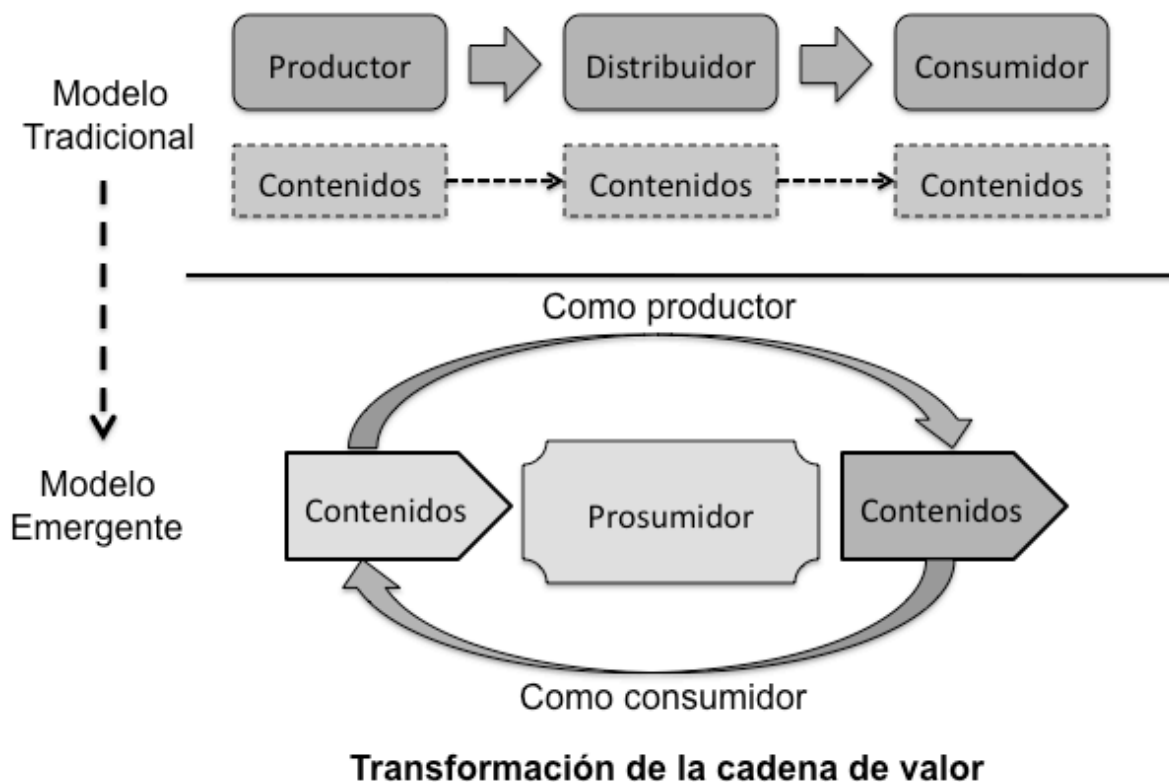 Productor
Distribuidor
Consumidor
Modelo
Tradicional
Contenidos
Contenidos
Contenidos
Como productor
Modelo
Emergente
Contenidos
Prosumidor
Contenidos
Como consumidor
Transformación de la cadena de valor